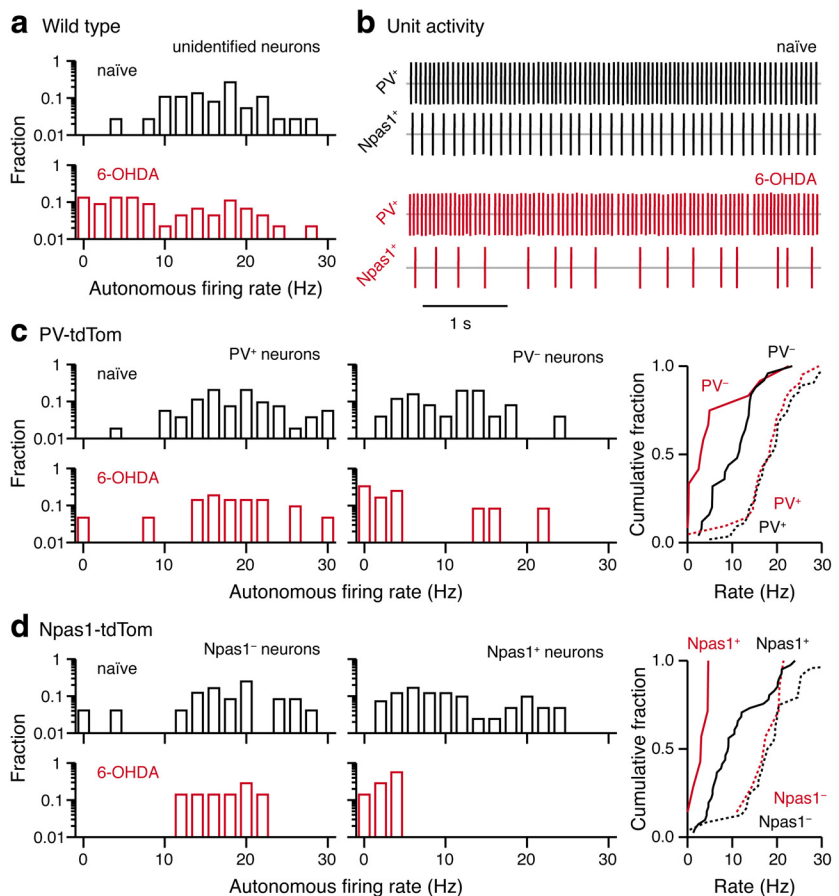 a Wild type
unidentified neurons
naïve
1
0.1
0.01
6-OHDA
1
0.1
0.01
Fraction
0 10 20 30
Autonomous firing rate (Hz)
b Unit activity
naïve
PV+
Npas1+
6-OHDA
PV+
Npas1+
1 s
c PV-tdTom
PV+ neurons
naïve
1
0.1
0.01
6-OHDA
1
0.1
0.01
Fraction
0 10 20 30
PV– neurons
0 10 20 30
Autonomous firing rate (Hz)
PV–
PV–
PV+
PV+
1.0
0.5
0.0
Cumulative fraction
0 10 20 30
Rate (Hz)
d Npas1-tdTom
Npas1– neurons
naïve
1
0.1
0.01
6-OHDA
1
0.1
0.01
Fraction
0 10 20 30
Npas1+ neurons
0 10 20 30
Autonomous firing rate (Hz)
Npas1+ Npas1+
Npas1–
Npas1–
1.0
0.5
0.0
Cumulative fraction
0 10 20 30
Rate (Hz)